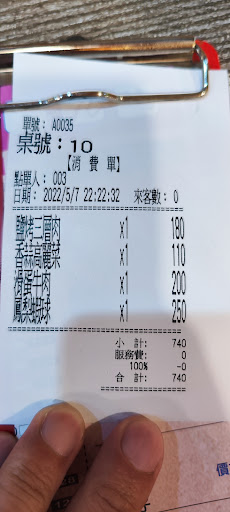 單號: A0035
桌號: 10
【消 費 單】
點單人: 003
日期: 2022/5/7 22:22:32 來客數: 0
鹽烤三層肉 x1 180
香蒜高麗菜 x1 110
滑蛋牛肉 x1 200
鳳梨蝦球 x1 250
小 計: 740
服務費: 0
100% -0
合 計: 740